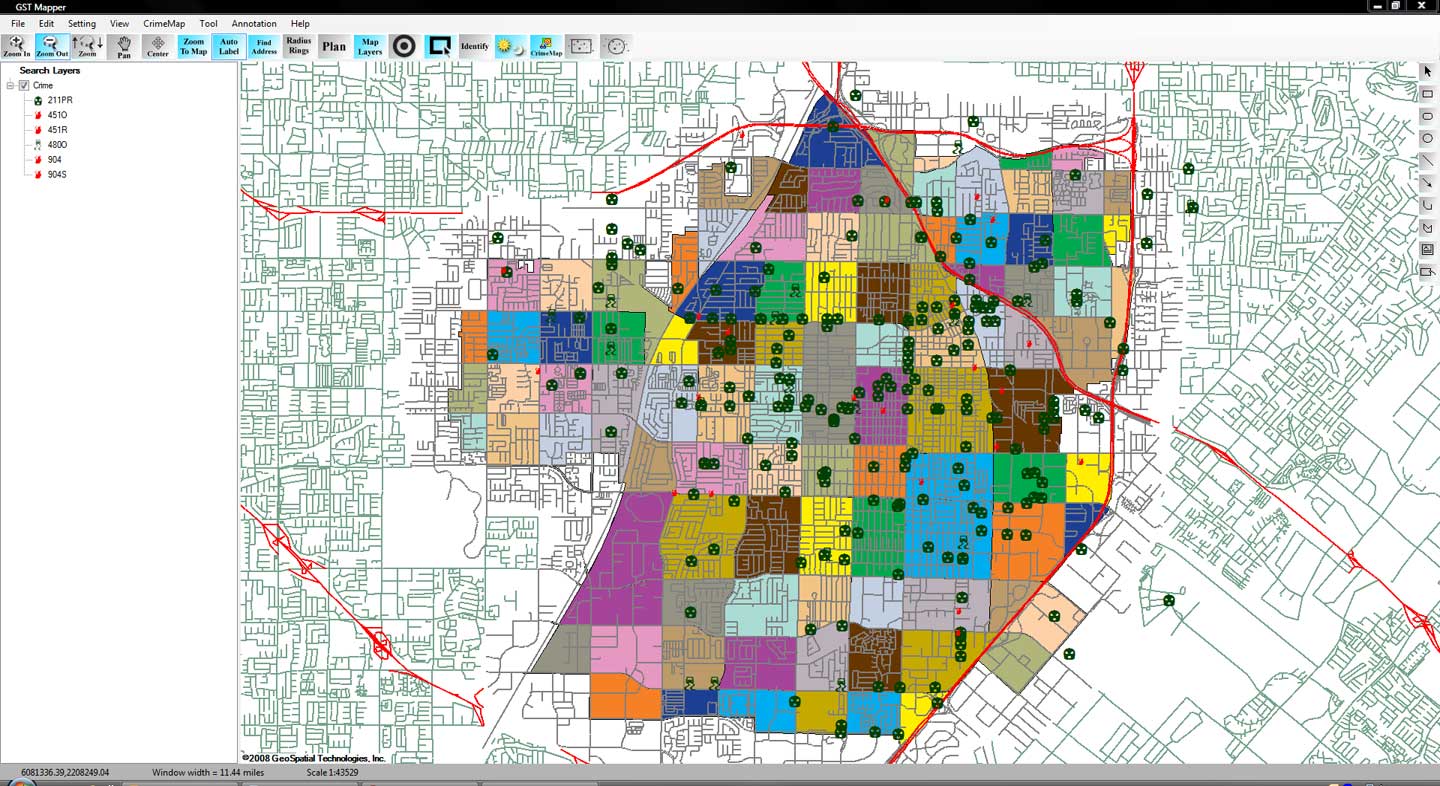 GST Mapper
File Edit Setting View CrimeMap Tool Annotation Help
Zoom In Zoom Out Zoom Pan Center Zoom To Map Auto Label Find Address Radius Rings Plan Map Layers Identify CrimeMap
Search Layers
Crime
211PR
451O
451R
480O
904
904S
©2008 GeoSpatial Technologies, Inc.
6081336.39,2208249.04 Window width = 11.44 miles Scale 1:43529